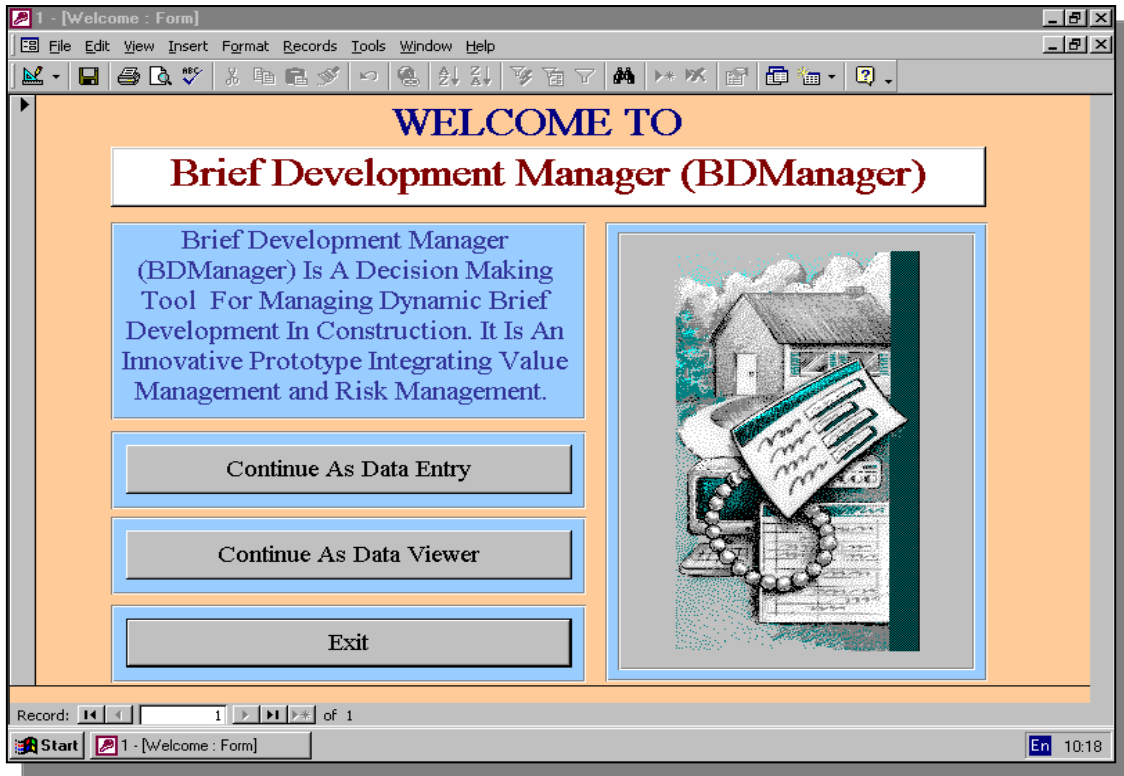 1 - [Welcome : Form]
File Edit View Insert Format Records Tools Window Help
ABC
WELCOME TO
Brief Development Manager (BDManager)
Brief Development Manager
(BDManager) Is A Decision Making
Tool For Managing Dynamic Brief
Development In Construction. It Is An
Innovative Prototype Integrating Value
Management and Risk Management.
Continue As Data Entry
Continue As Data Viewer
Exit
Record: 1 of 1
Start 1 - [Welcome : Form] En 10:18